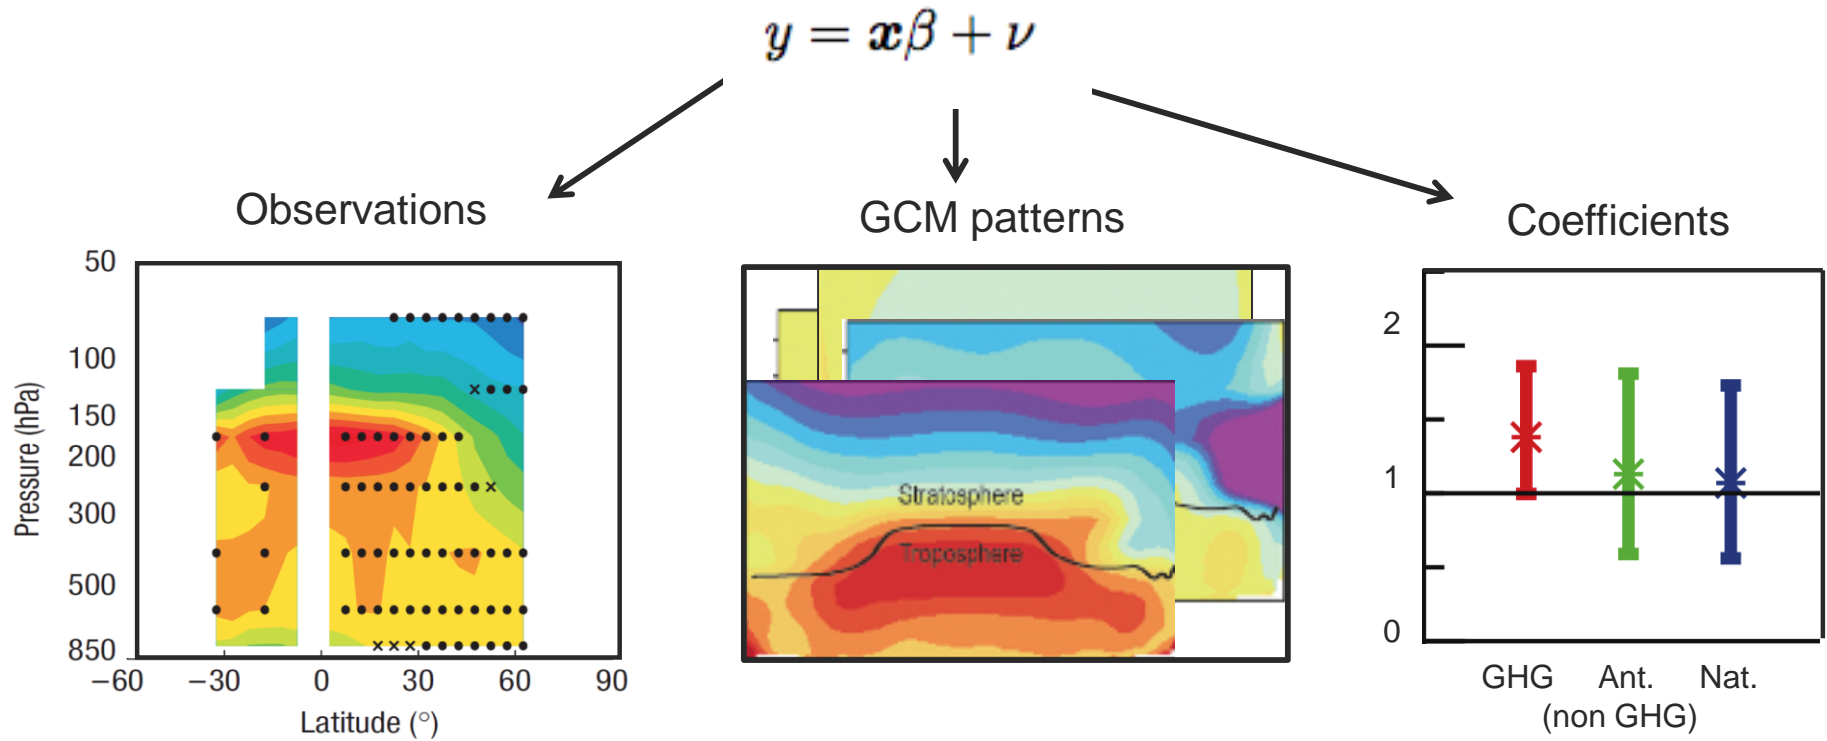 y = xβ + ν
Observations
GCM patterns
Coefficients
50
100
150
200
300
500
850
Pressure (hPa)
−60 −30 0 30 60 90
Latitude (°)
Stratosphere
Troposphere
2
1
0
GHG Ant. Nat.
(non GHG)